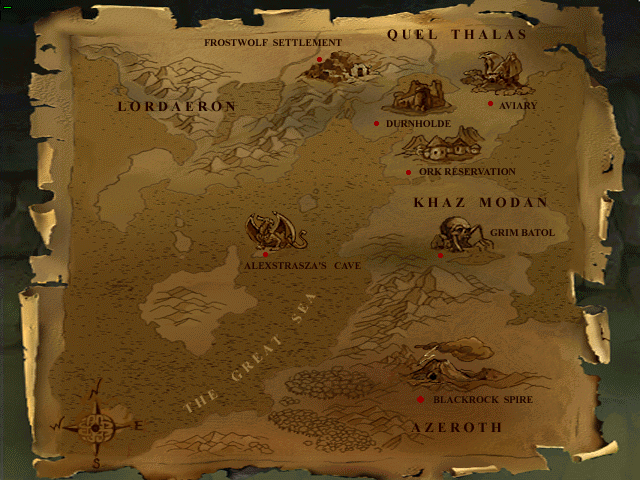 QUEL THALAS
FROSTWOLF SETTLEMENT
LORDAERON
AVIARY
DURNHOLDE
ORK RESERVATION
KHAZ MODAN
GRIM BATOL
ALEXSTRASZA'S CAVE
THE GREAT SEA
BLACKROCK SPIRE
AZEROTH
N
W E
S